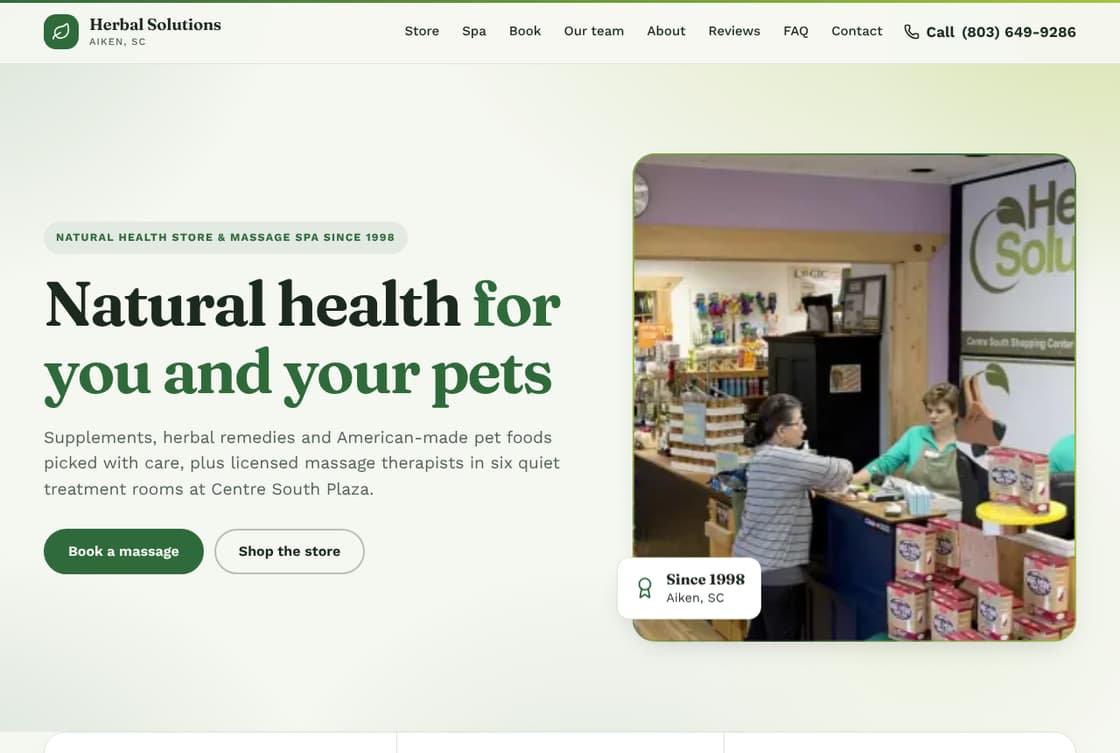 Herbal Solutions
AIKEN, SC
Store Spa Book Our team About Reviews FAQ Contact Call (803) 649-9286
NATURAL HEALTH STORE & MASSAGE SPA SINCE 1998
Natural health for
you and your pets
Supplements, herbal remedies and American-made pet foods
picked with care, plus licensed massage therapists in six quiet
treatment rooms at Centre South Plaza.
Book a massage Shop the store
He
Solu
Centre South Shopping Center
Since 1998
Aiken, SC